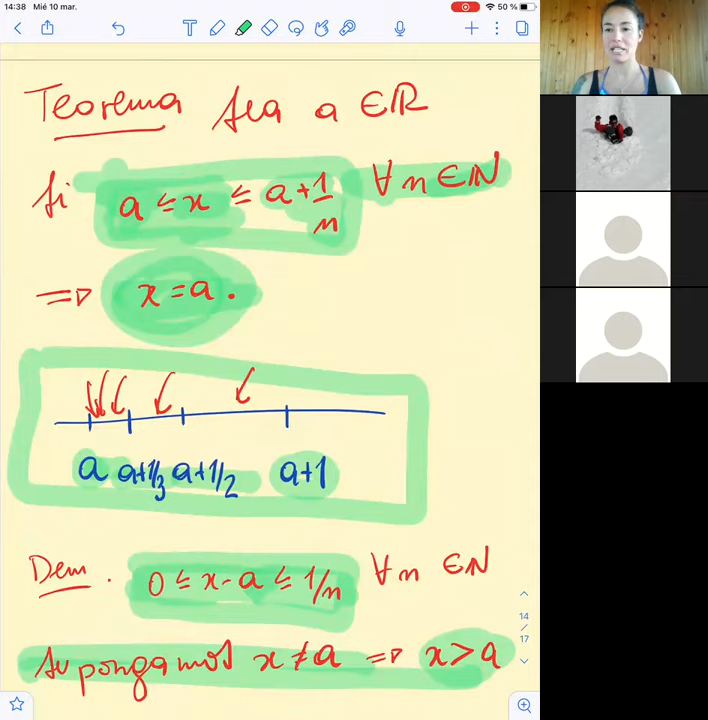 14:38 Mié 10 mar.
50 %
Teorema sea a ∈ ℝ
Si a ≤ x ≤ a + 1/n ∀ n ∈ ℕ
⇒ x = a.
a a+1/3 a+1/2 a+1
Dem. 0 ≤ x - a ≤ 1/n ∀ n ∈ ℕ
Supongamos x ≠ a ⇒ x > a
14
/
17